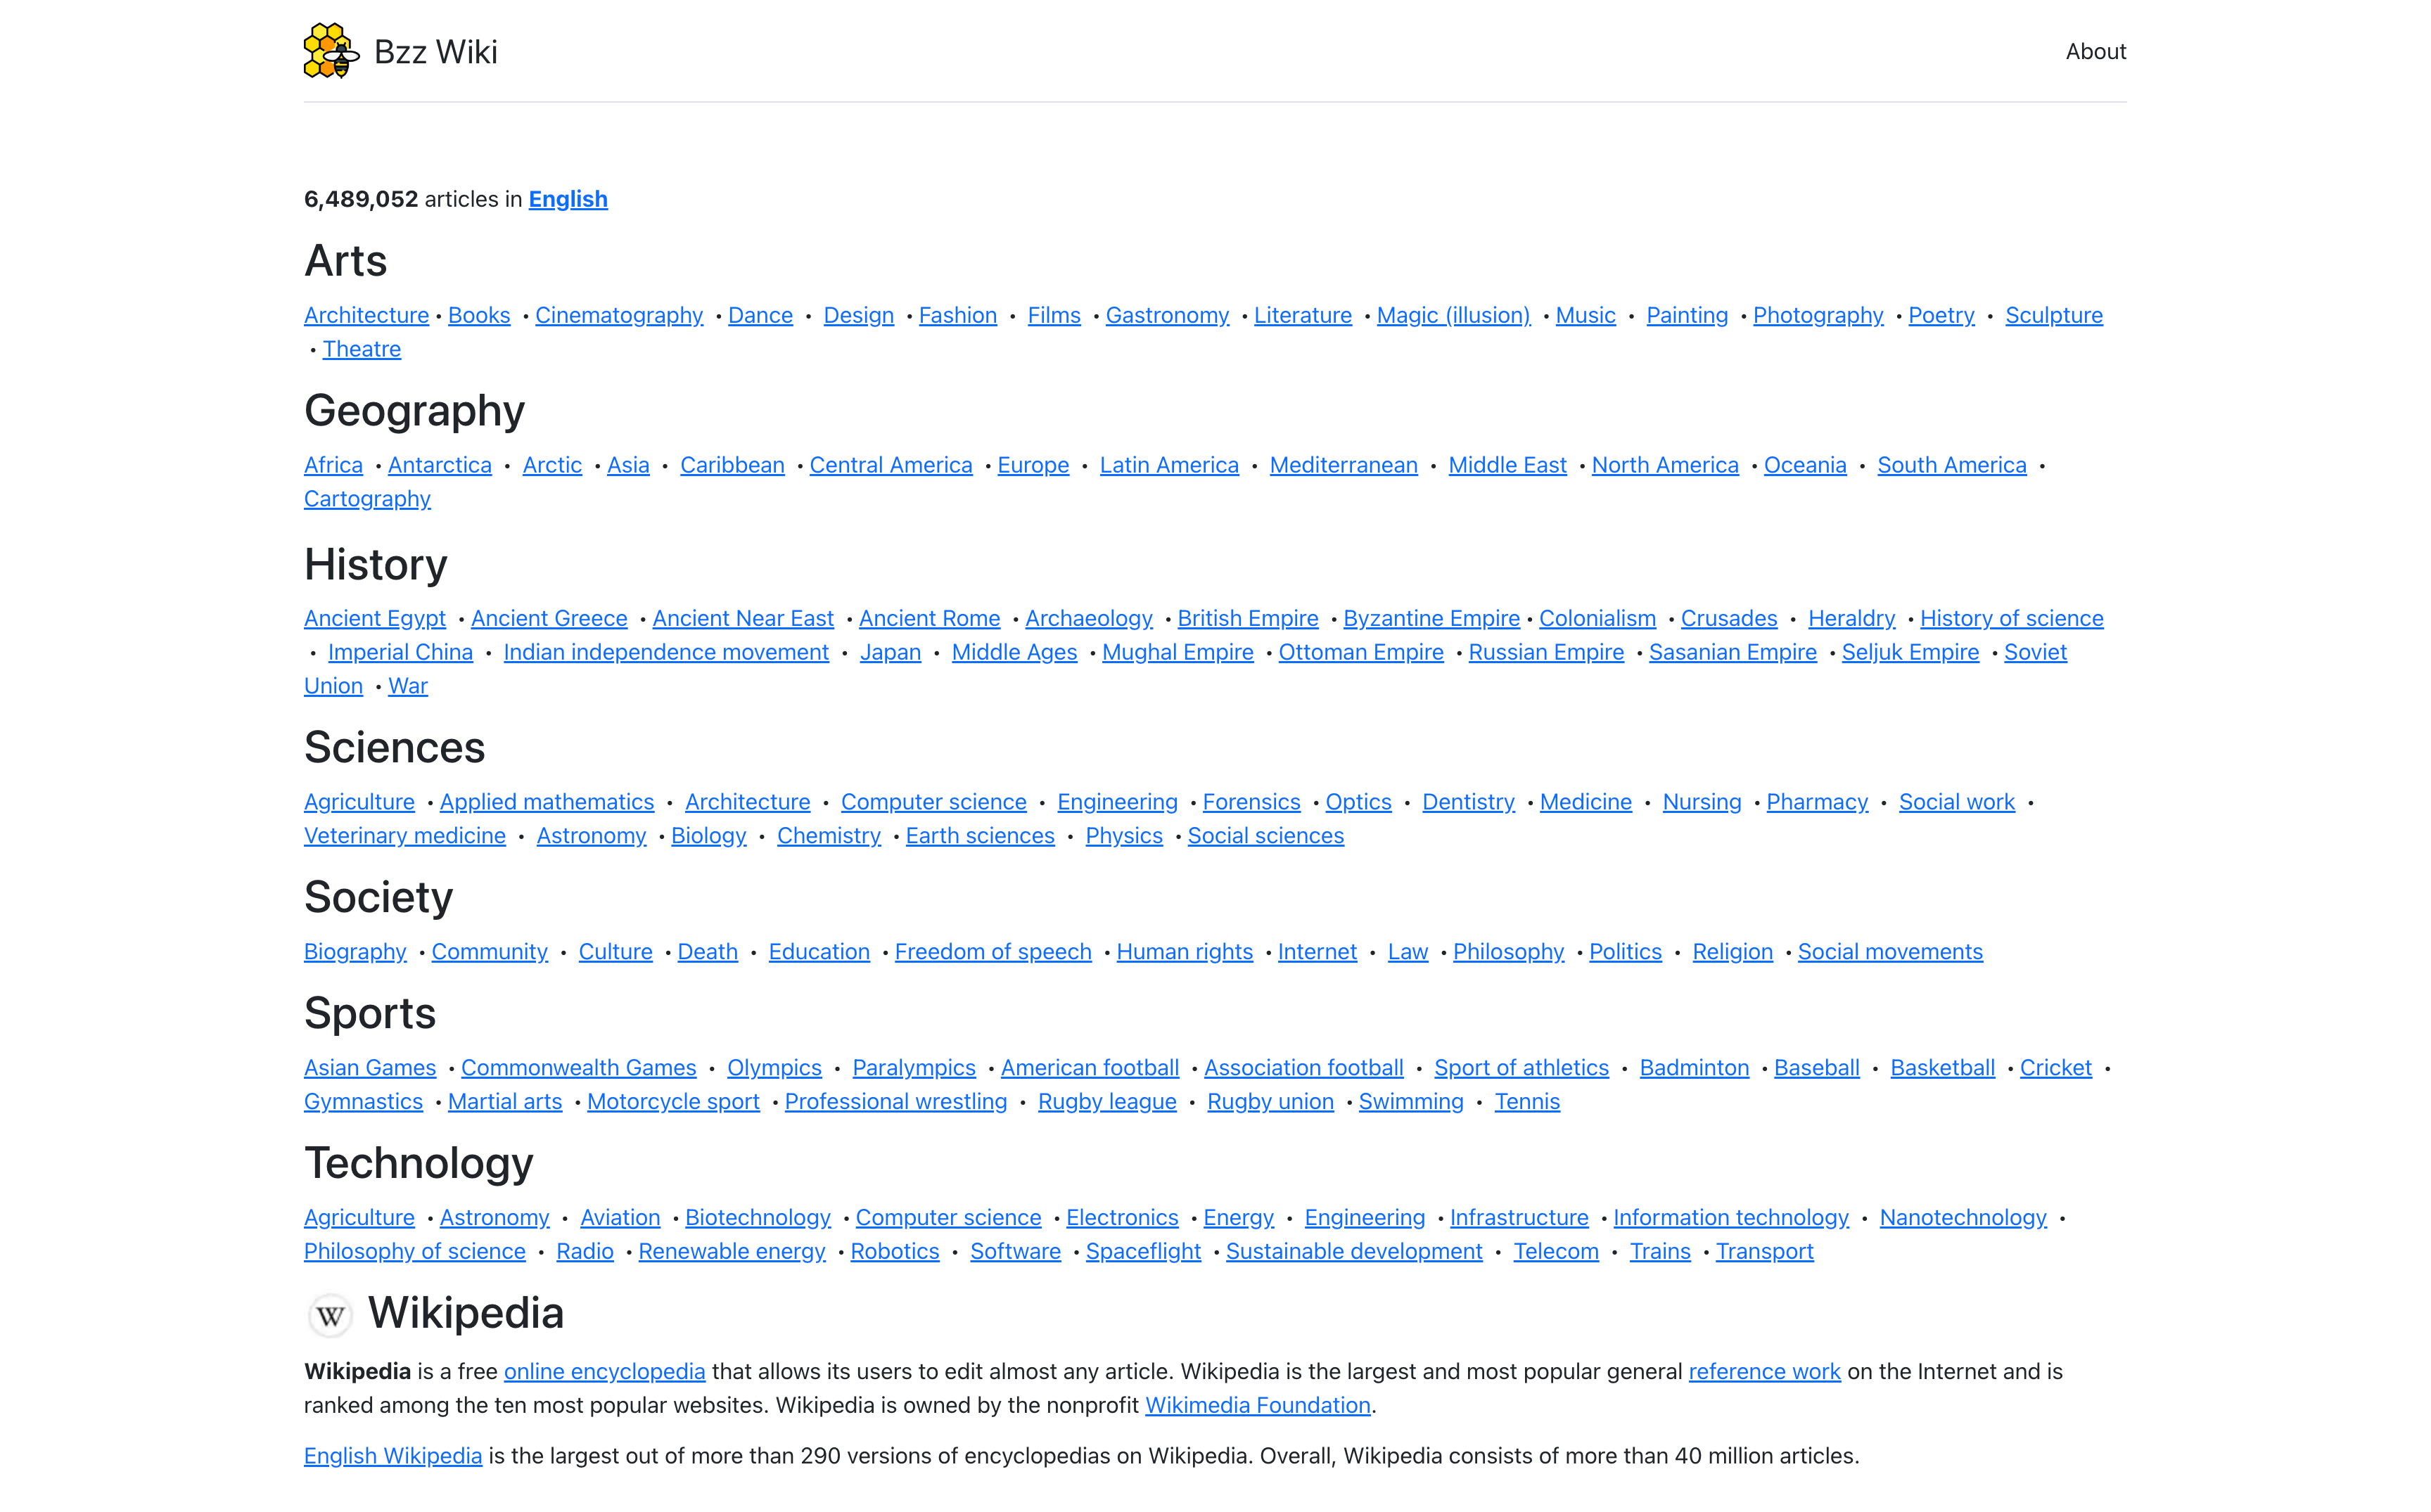 Bzz Wiki
About
6,489,052 articles in English
Arts
Architecture • Books • Cinematography • Dance • Design • Fashion • Films • Gastronomy • Literature • Magic (illusion) • Music • Painting • Photography • Poetry • Sculpture
• Theatre
Geography
Africa • Antarctica • Arctic • Asia • Caribbean • Central America • Europe • Latin America • Mediterranean • Middle East • North America • Oceania • South America •
Cartography
History
Ancient Egypt • Ancient Greece • Ancient Near East • Ancient Rome • Archaeology • British Empire • Byzantine Empire • Colonialism • Crusades • Heraldry • History of science
• Imperial China • Indian independence movement • Japan • Middle Ages • Mughal Empire • Ottoman Empire • Russian Empire • Sasanian Empire • Seljuk Empire • Soviet
Union • War
Sciences
Agriculture • Applied mathematics • Architecture • Computer science • Engineering • Forensics • Optics • Dentistry • Medicine • Nursing • Pharmacy • Social work •
Veterinary medicine • Astronomy • Biology • Chemistry • Earth sciences • Physics • Social sciences
Society
Biography • Community • Culture • Death • Education • Freedom of speech • Human rights • Internet • Law • Philosophy • Politics • Religion • Social movements
Sports
Asian Games • Commonwealth Games • Olympics • Paralympics • American football • Association football • Sport of athletics • Badminton • Baseball • Basketball • Cricket •
Gymnastics • Martial arts • Motorcycle sport • Professional wrestling • Rugby league • Rugby union • Swimming • Tennis
Technology
Agriculture • Astronomy • Aviation • Biotechnology • Computer science • Electronics • Energy • Engineering • Infrastructure • Information technology • Nanotechnology •
Philosophy of science • Radio • Renewable energy • Robotics • Software • Spaceflight • Sustainable development • Telecom • Trains • Transport
W Wikipedia
Wikipedia is a free online encyclopedia that allows its users to edit almost any article. Wikipedia is the largest and most popular general reference work on the Internet and is
ranked among the ten most popular websites. Wikipedia is owned by the nonprofit Wikimedia Foundation.
English Wikipedia is the largest out of more than 290 versions of encyclopedias on Wikipedia. Overall, Wikipedia consists of more than 40 million articles.